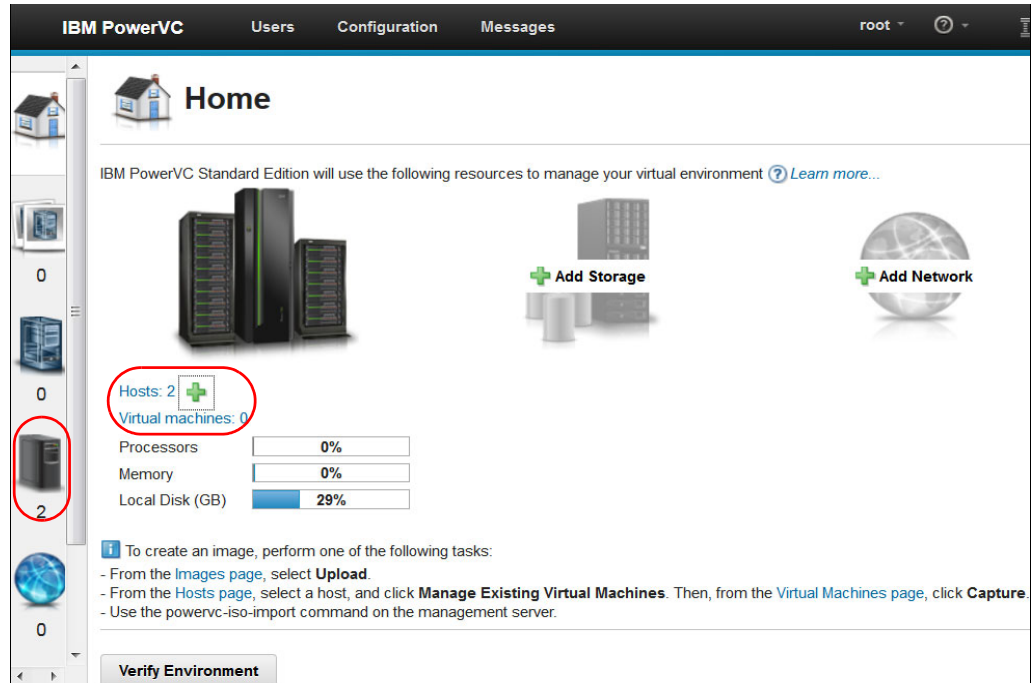 IBM PowerVC Users Configuration Messages root
Home
IBM PowerVC Standard Edition will use the following resources to manage your virtual environment Learn more...
Add Storage
Add Network
0
Hosts: 2
0
Virtual machines: 0
Processors 0%
Memory 0%
2
Local Disk (GB) 29%
To create an image, perform one of the following tasks:
- From the Images page, select Upload.
- From the Hosts page, select a host, and click Manage Existing Virtual Machines. Then, from the Virtual Machines page, click Capture.
- Use the powervc-iso-import command on the management server.
0
Verify Environment